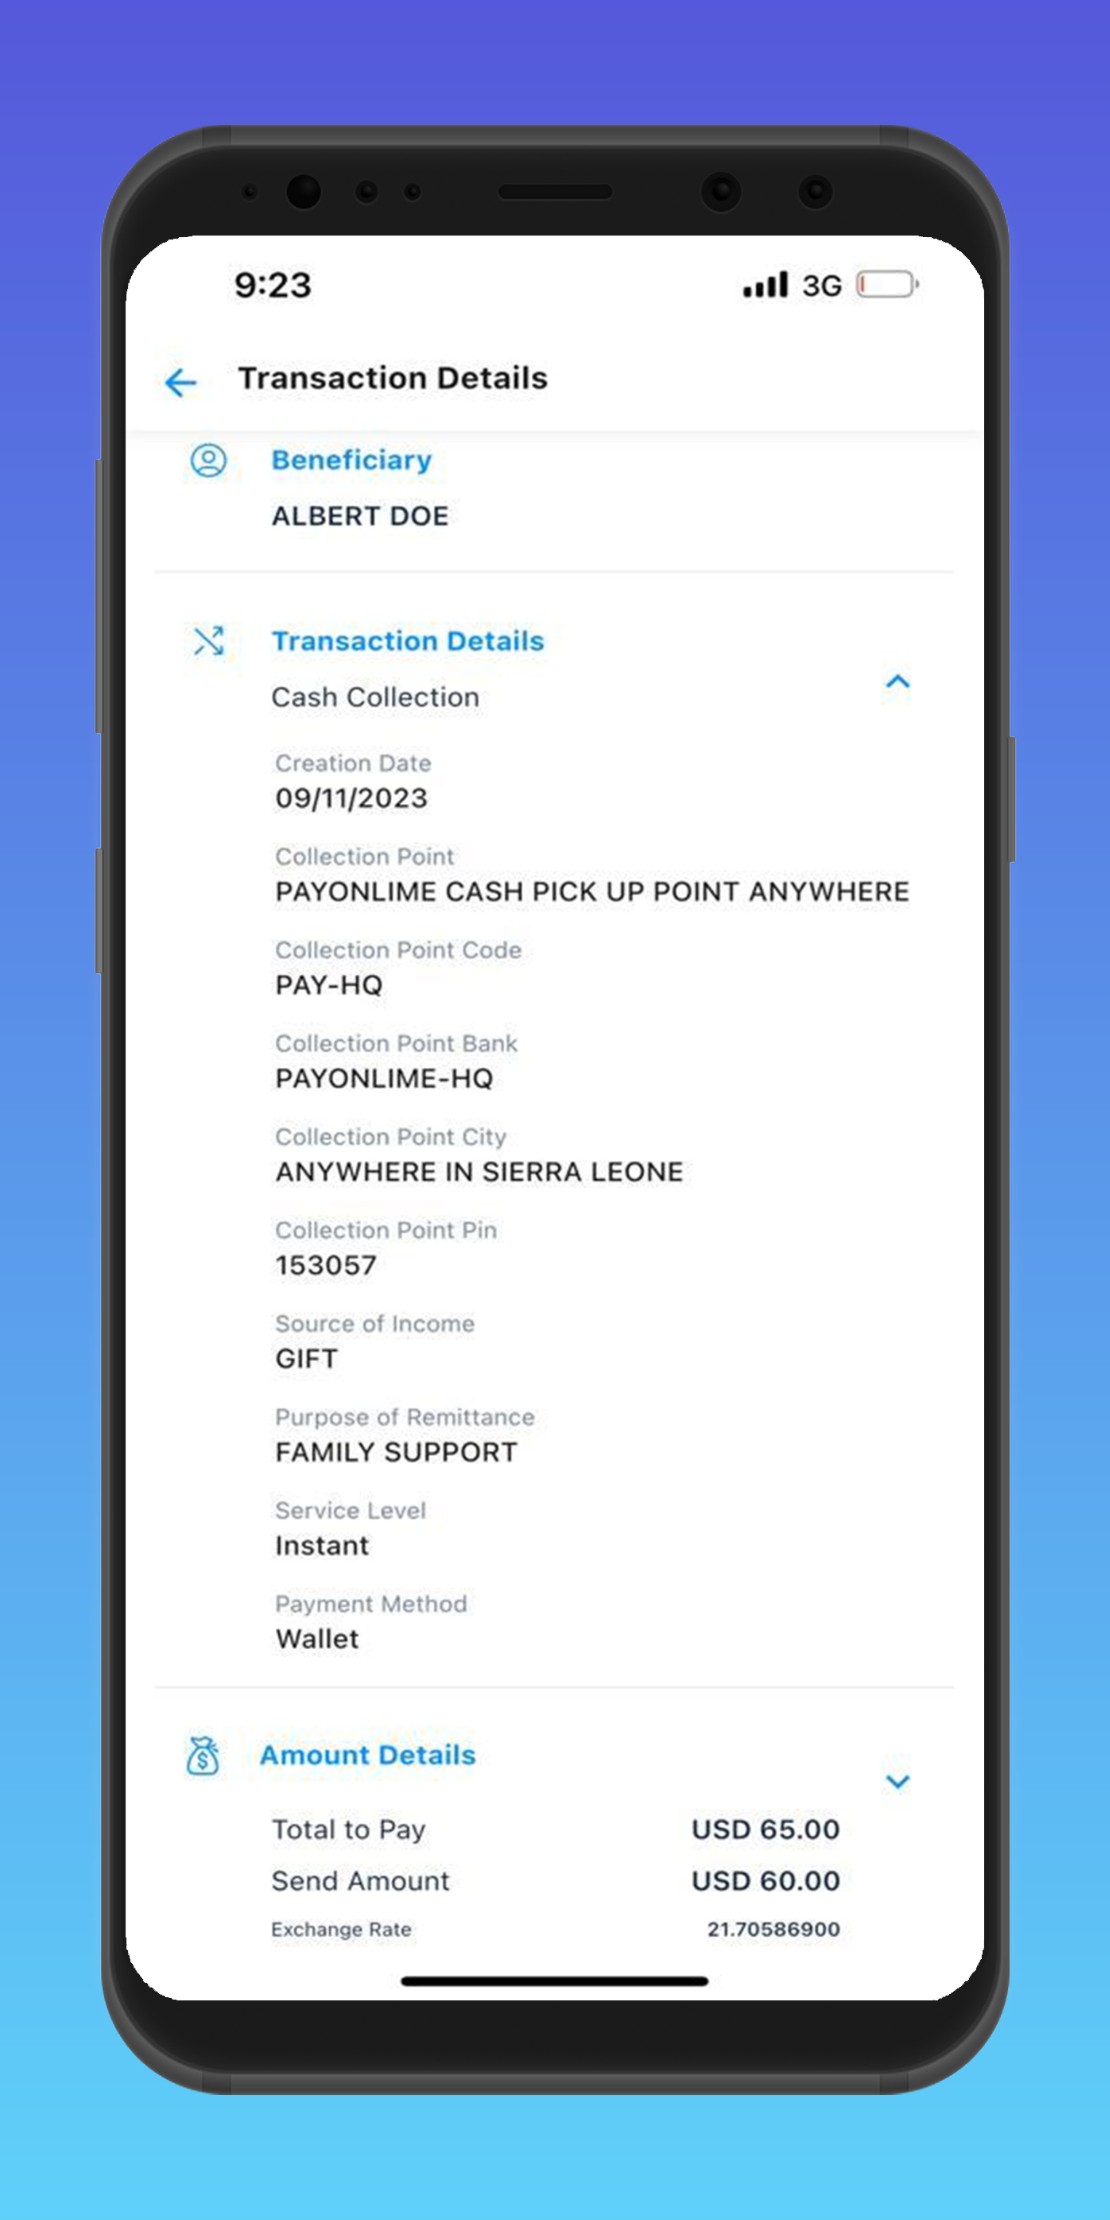 9:23
3G
Transaction Details
Beneficiary
ALBERT DOE
Transaction Details
Cash Collection
Creation Date
09/11/2023
Collection Point
PAYONLIME CASH PICK UP POINT ANYWHERE
Collection Point Code
PAY-HQ
Collection Point Bank
PAYONLIME-HQ
Collection Point City
ANYWHERE IN SIERRA LEONE
Collection Point Pin
153057
Source of Income
GIFT
Purpose of Remittance
FAMILY SUPPORT
Service Level
Instant
Payment Method
Wallet
Amount Details
Total to Pay USD 65.00
Send Amount USD 60.00
Exchange Rate 21.70586900